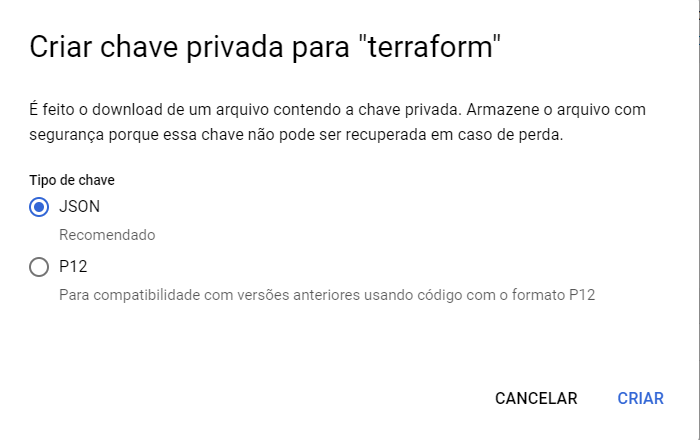 Criar chave privada para "terraform"
É feito o download de um arquivo contendo a chave privada. Armazene o arquivo com
segurança porque essa chave não pode ser recuperada em caso de perda.
Tipo de chave
JSON
Recomendado
P12
Para compatibilidade com versões anteriores usando código com o formato P12
CANCELAR CRIAR